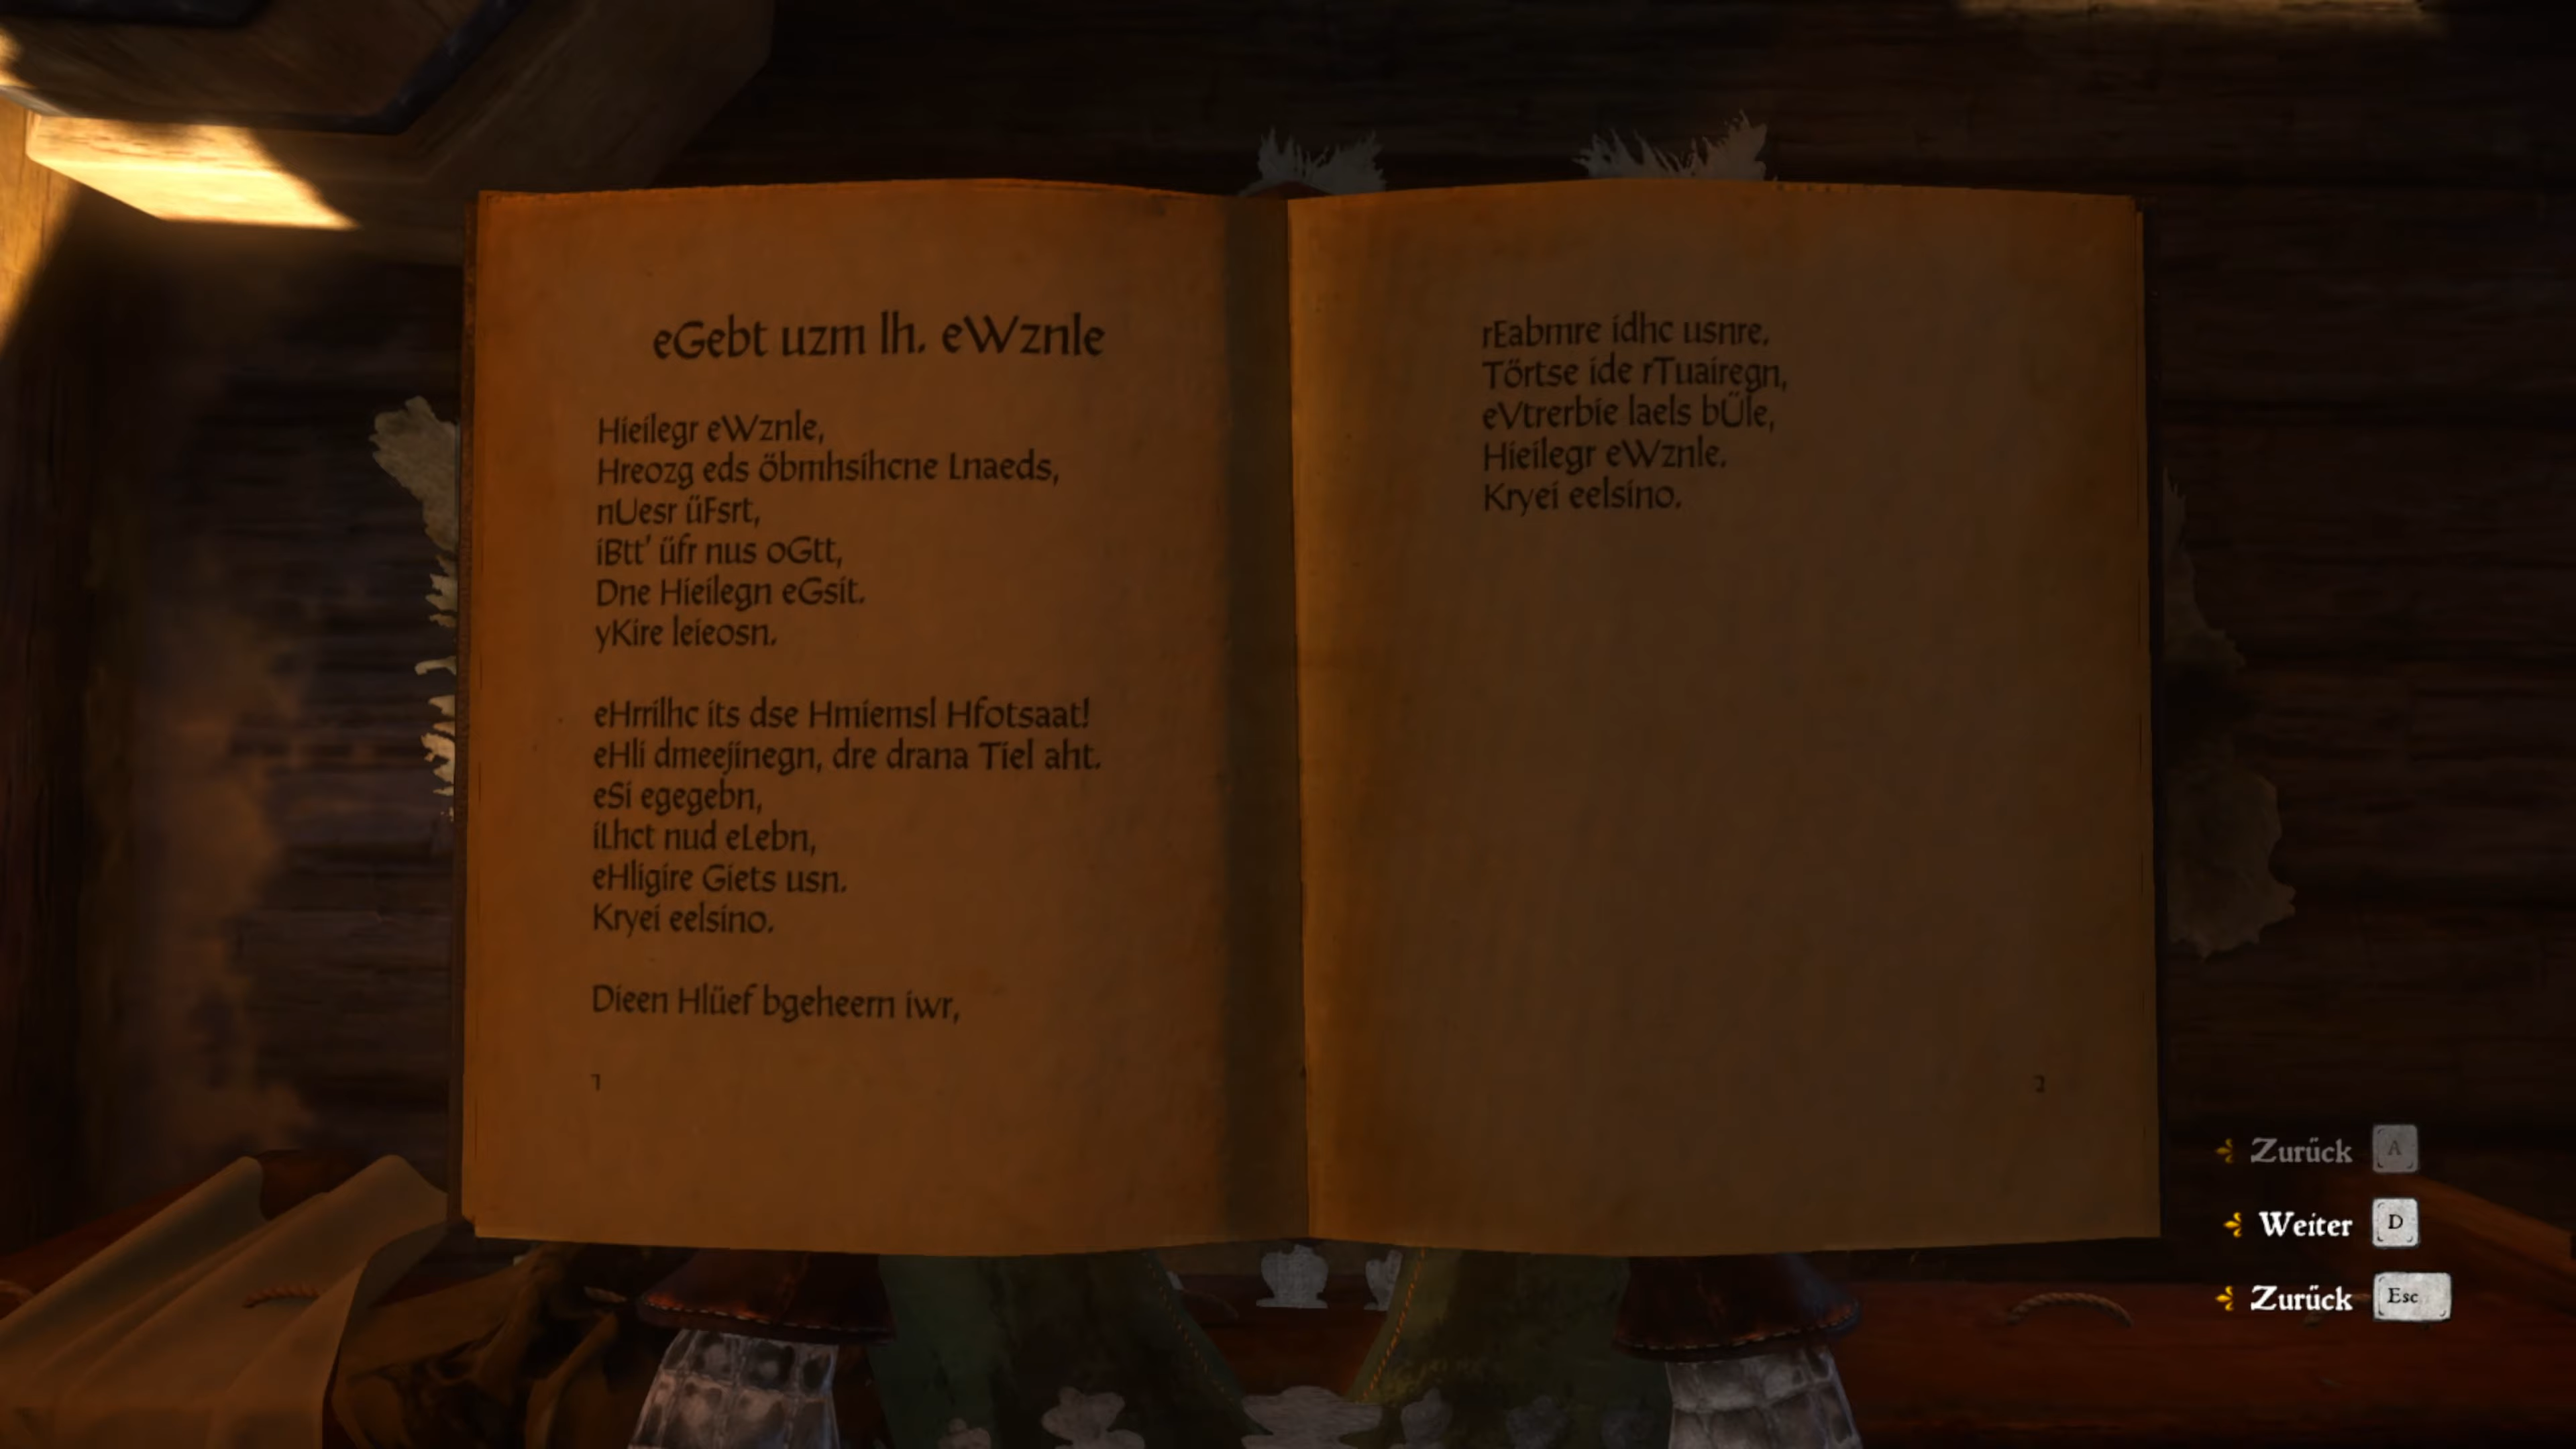 eGebt uzm lh. eWznle
Hieilegr eWznle,
Hreozg eds öbmhsihcne Lnaeds,
nUesr üFsrt,
iBtt' üfr nus oGtt,
Dne Hieilegn eGsit.
yKire leieosn.
eHrrilhc its dse Hmiemsl Hfotsaat!
eHli dmeejinegn, dre drana Tiel aht.
eSi egegebn,
iLhct nud eLebn,
eHligire Giets usn.
Kryei eelsino.
Dieen Hlüef bgeheern iwr,
1
rEabmre idhc usnre,
Törtse ide rTuairegn,
eVtrerbie laels bÜle,
Hieilegr eWznle.
Kryei eelsino.
2
Zurück A
Weiter D
Zurück Esc